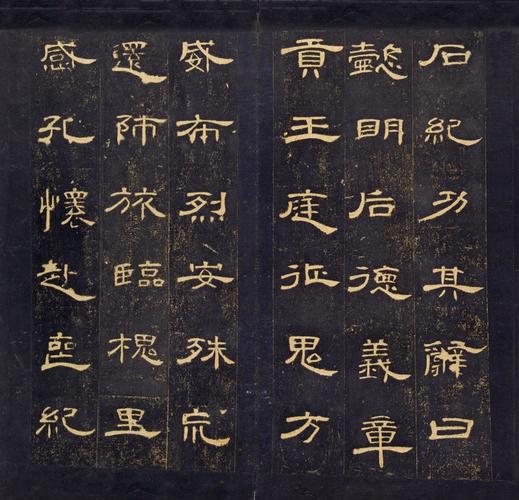 石紀功其辭曰
懿明后德義章
貢王庭征鬼方
威布烈安殊荒
還師旅臨槐里
感孔懷赴喪紀